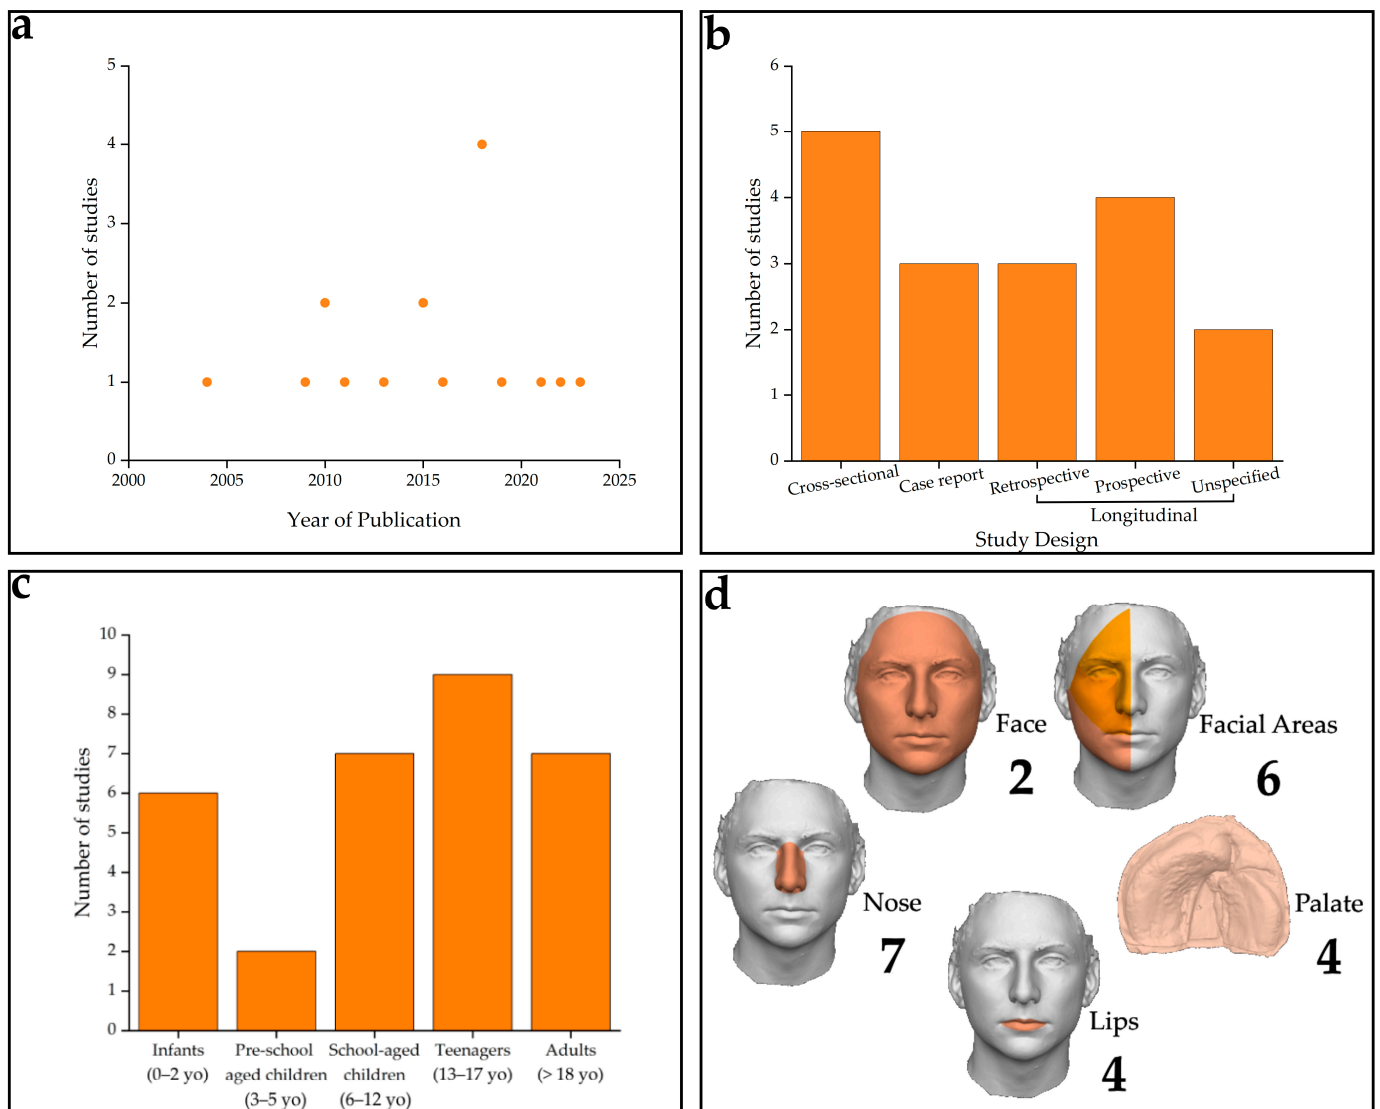 a
5
4
3
2
1
0
Number of studies
2000 2005 2010 2015 2020 2025
Year of Publication
b
6
5
4
3
2
1
0
Number of studies
Cross-sectional Case report Retrospective Prospective Unspecified
Longitudinal
Study Design
c
10
9
8
7
6
5
4
3
2
1
0
Number of studies
Infants Pre-school School-aged Teenagers Adults
(0–2 yo) aged children children (13–17 yo) (> 18 yo)
(3–5 yo) (6–12 yo)
d
Face
2
Facial Areas
6
Nose
7
Palate
4
Lips
4